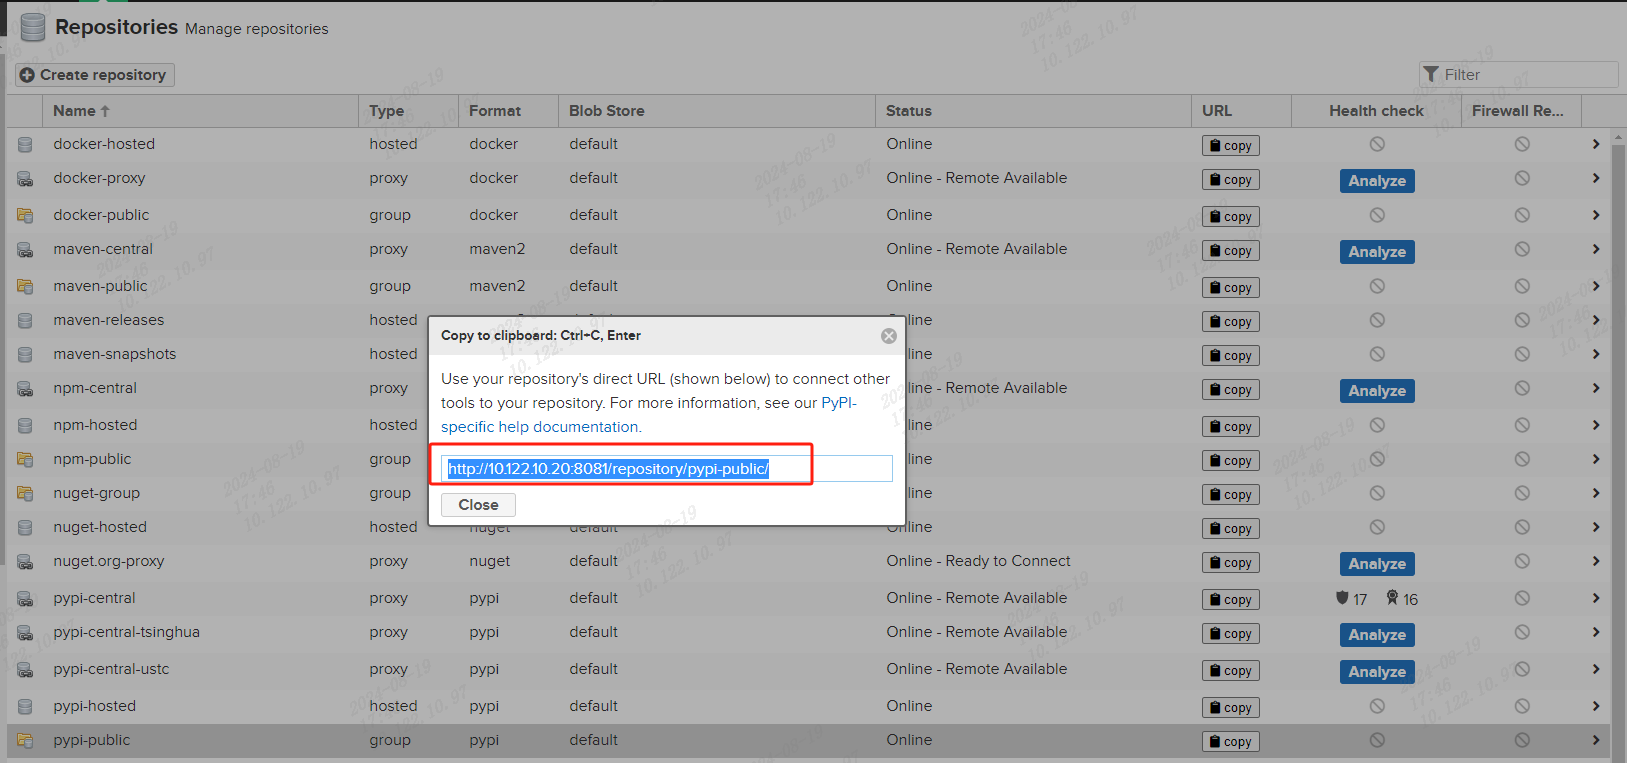 Repositories Manage repositories
Create repository
Filter
Name Type Format Blob Store Status URL Health check Firewall Re...
docker-hosted hosted docker default Online copy
docker-proxy proxy docker default Online - Remote Available copy Analyze
docker-public group docker default Online copy
maven-central proxy maven2 default Online - Remote Available copy Analyze
maven-public group maven2 default Online copy
maven-releases hosted line copy
maven-snapshots hosted line copy
npm-central proxy line - Remote Available copy Analyze
npm-hosted hosted line copy
npm-public group line copy
nuget-group group line copy
nuget-hosted hosted nuget default Online copy
nuget.org-proxy proxy nuget default Online - Ready to Connect copy Analyze
pypi-central proxy pypi default Online - Remote Available copy 17 16
pypi-central-tsinghua proxy pypi default Online - Remote Available copy Analyze
pypi-central-ustc proxy pypi default Online - Remote Available copy Analyze
pypi-hosted hosted pypi default Online copy
pypi-public group pypi default Online copy
Copy to clipboard: Ctrl+C, Enter
Use your repository's direct URL (shown below) to connect other
tools to your repository. For more information, see our PyPI-
specific help documentation.
http://10.122.10.20:8081/repository/pypi-public/
Close
2024-08-19
17:46
10.122.10.97